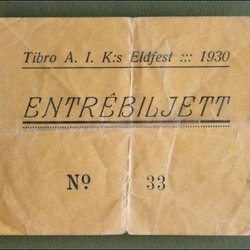 Tibro A. I. K:s Eldfest ::: 1930
ENTRÉBILJETT
No 33